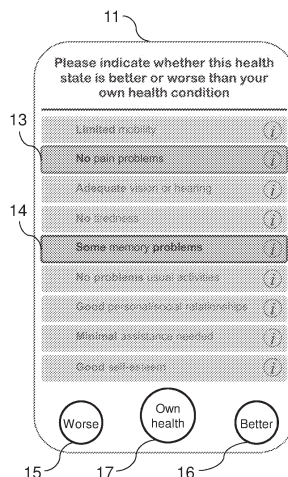 11
Please indicate whether this health
state is better or worse than your
own health condition
Limited mobility i
13
No pain problems i
Adequate vision or hearing i
No tiredness i
14
Some memory problems i
No problems usual activities i
Good personal/social relationships i
Minimal assistance needed i
Good self-esteem i
Worse
Own
health
Better
15
17
16